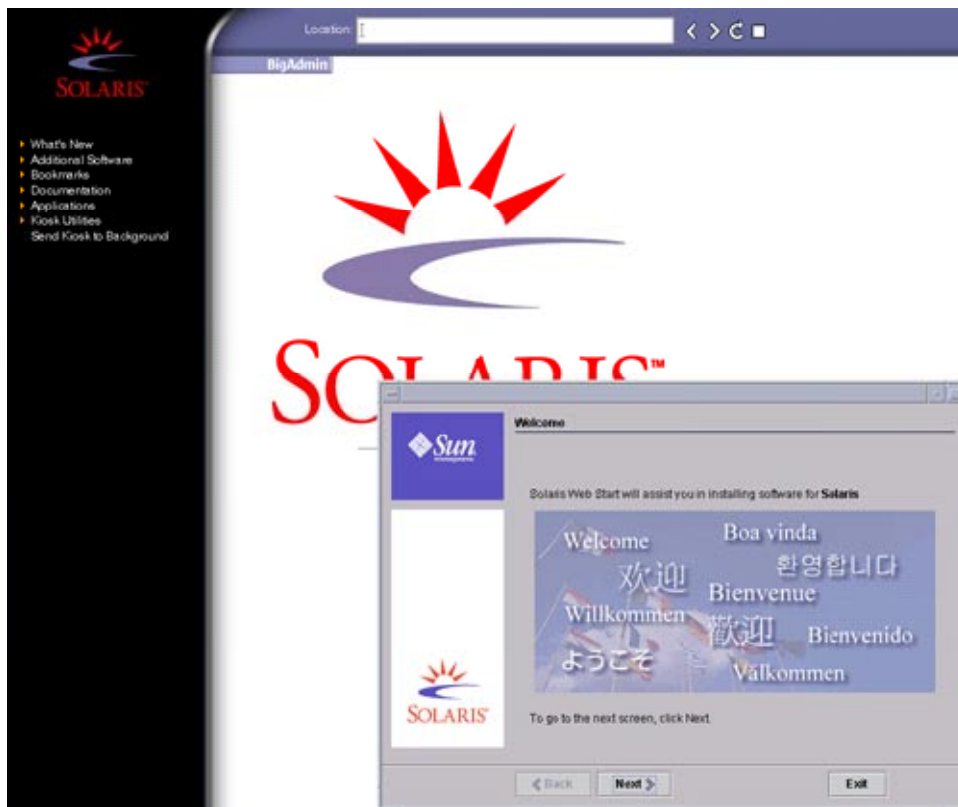 SOLARIS™
What's New
Additional Software
Bookmarks
Documentation
Applications
Kiosk Utilities
Send Kiosk to Background
Location:
BigAdmin
SOLARIS™
Sun
Welcome
Solaris Web Start will assist you in installing software for Solaris
Welcome
Boa vinda
欢迎
환영합니다
Bienvenue
Willkommen
歡迎
Bienvenido
ようこそ
Välkommen
SOLARIS™
To go to the next screen, click Next.
Back
Next
Exit